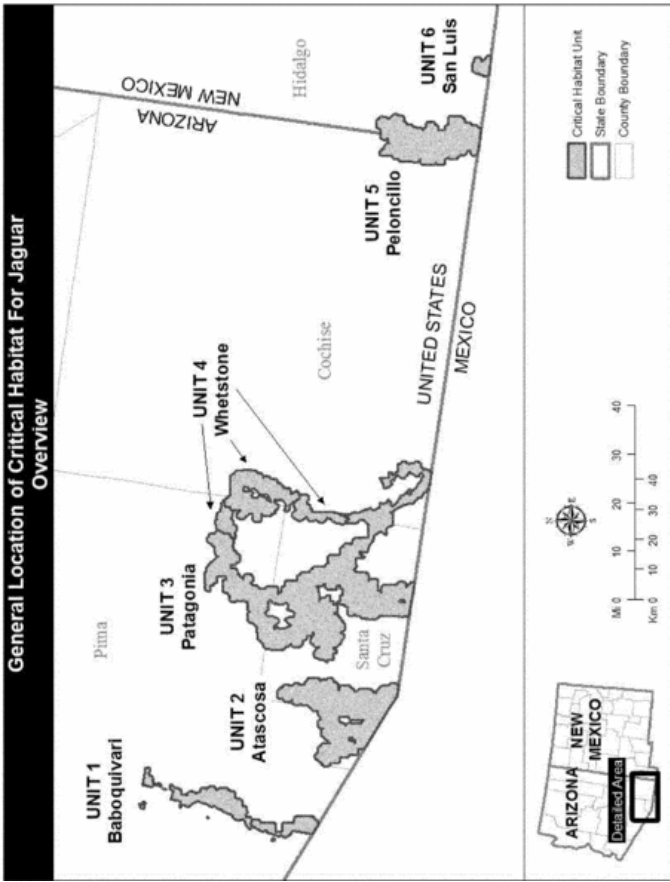 General Location of Critical Habitat For Jaguar
Overview
UNIT 1
Baboquivari
Pima
UNIT 2
Atascosa
UNIT 3
Patagonia
Santa
Cruz
UNIT 4
Whetstone
Cochise
UNIT 5
Peloncillo
UNIT 6
San Luis
Hidalgo
ARIZONA
NEW MEXICO
UNITED STATES
MEXICO
ARIZONA
NEW
MEXICO
Detailed Area
N
W E
S
Mi 0 10 20 30 40
Km 0 10 20 30 40
Critical Habitat Unit
State Boundary
County Boundary